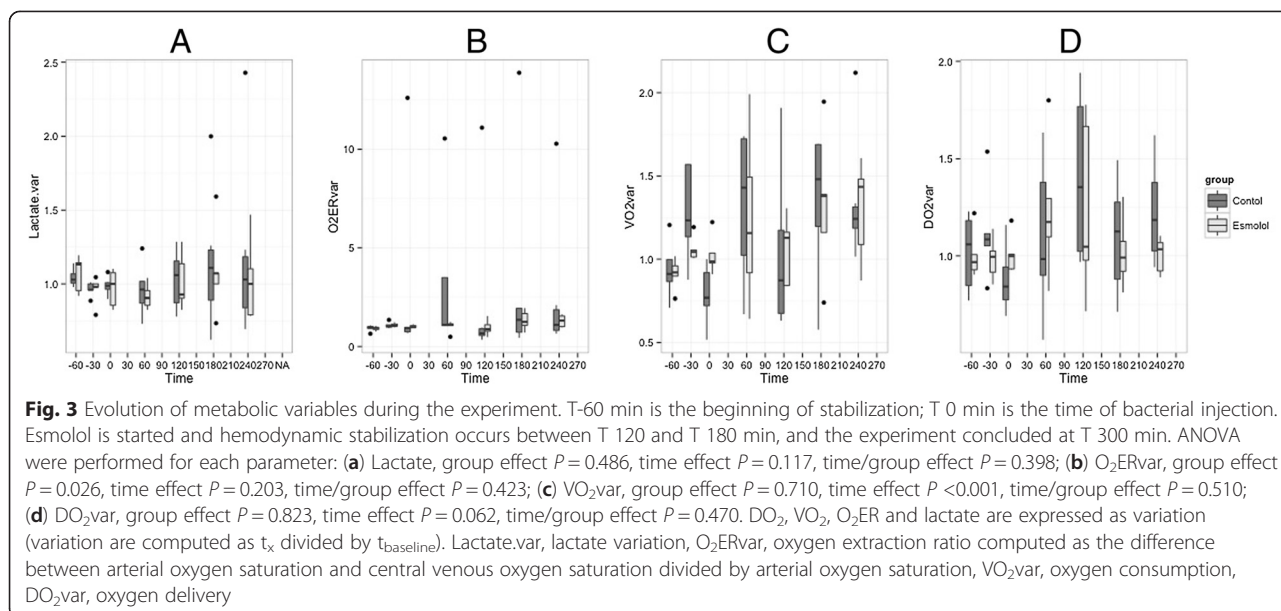 A B C D
Lactate.var
2.5
2.0
1.5
1.0
-60 -30 0 30 60 90 120 150 180 210 240 270 NA
Time
O2ERvar
10
5
0
-60 -30 0 30 60 90 120 150 180 210 240 270
Time
VO2var
2.0
1.5
1.0
0.5
-60 -30 0 30 60 90 120 150 180 210 240 270
Time
DO2var
2.0
1.5
1.0
-60 -30 0 30 60 90 120 150 180 210 240 270
Time
group
Contol
Esmolol
Fig. 3 Evolution of metabolic variables during the experiment. T-60 min is the beginning of stabilization; T 0 min is the time of bacterial injection.
Esmolol is started and hemodynamic stabilization occurs between T 120 and T 180 min, and the experiment concluded at T 300 min. ANOVA
were performed for each parameter: (a) Lactate, group effect P = 0.486, time effect P = 0.117, time/group effect P = 0.398; (b) O₂ERvar, group effect
P = 0.026, time effect P = 0.203, time/group effect P = 0.423; (c) VO₂var, group effect P = 0.710, time effect P <0.001, time/group effect P = 0.510;
(d) DO₂var, group effect P = 0.823, time effect P = 0.062, time/group effect P = 0.470. DO₂, VO₂, O₂ER and lactate are expressed as variation
(variation are computed as tₓ divided by t_baseline). Lactate.var, lactate variation, O₂ERvar, oxygen extraction ratio computed as the difference
between arterial oxygen saturation and central venous oxygen saturation divided by arterial oxygen saturation, VO₂var, oxygen consumption,
DO₂var, oxygen delivery